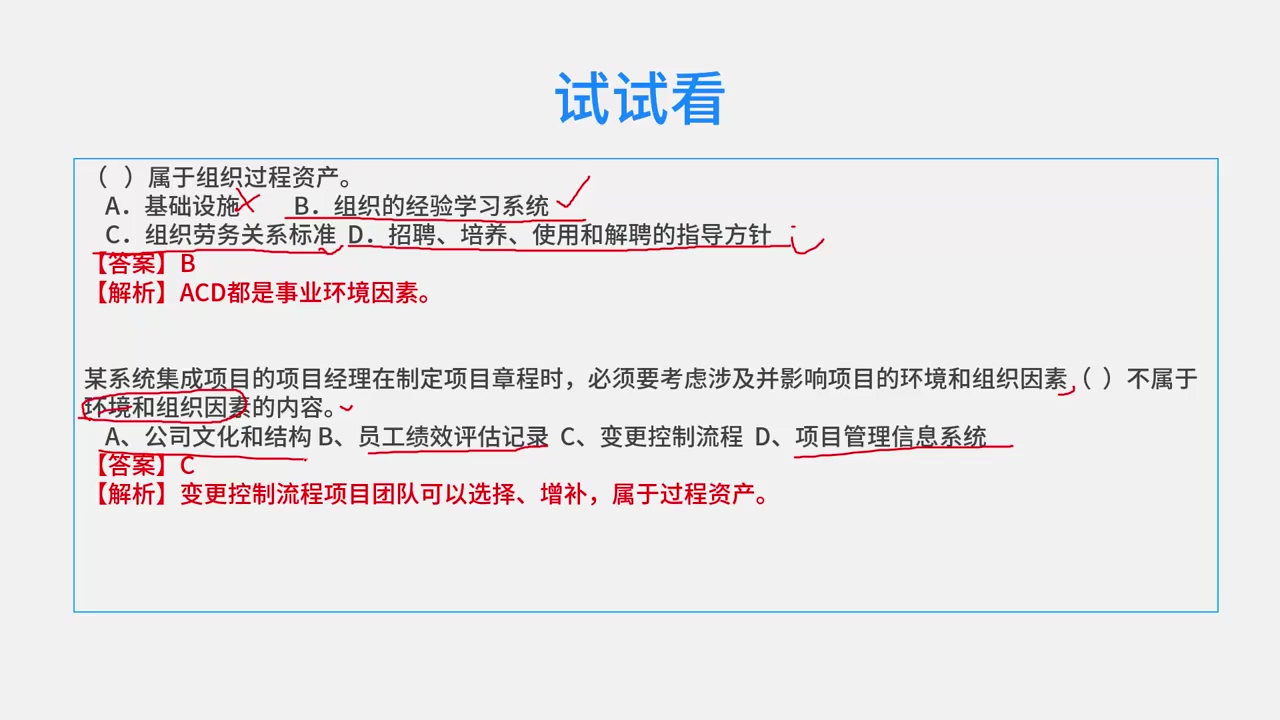 试试看
（ ）属于组织过程资产。
A．基础设施 B．组织的经验学习系统
C．组织劳务关系标准 D．招聘、培养、使用和解聘的指导方针
【答案】B
【解析】ACD都是事业环境因素。
某系统集成项目的项目经理在制定项目章程时，必须要考虑涉及并影响项目的环境和组织因素，（ ）不属于
环境和组织因素的内容。
A、公司文化和结构 B、员工绩效评估记录 C、变更控制流程 D、项目管理信息系统
【答案】C
【解析】变更控制流程项目团队可以选择、增补，属于过程资产。